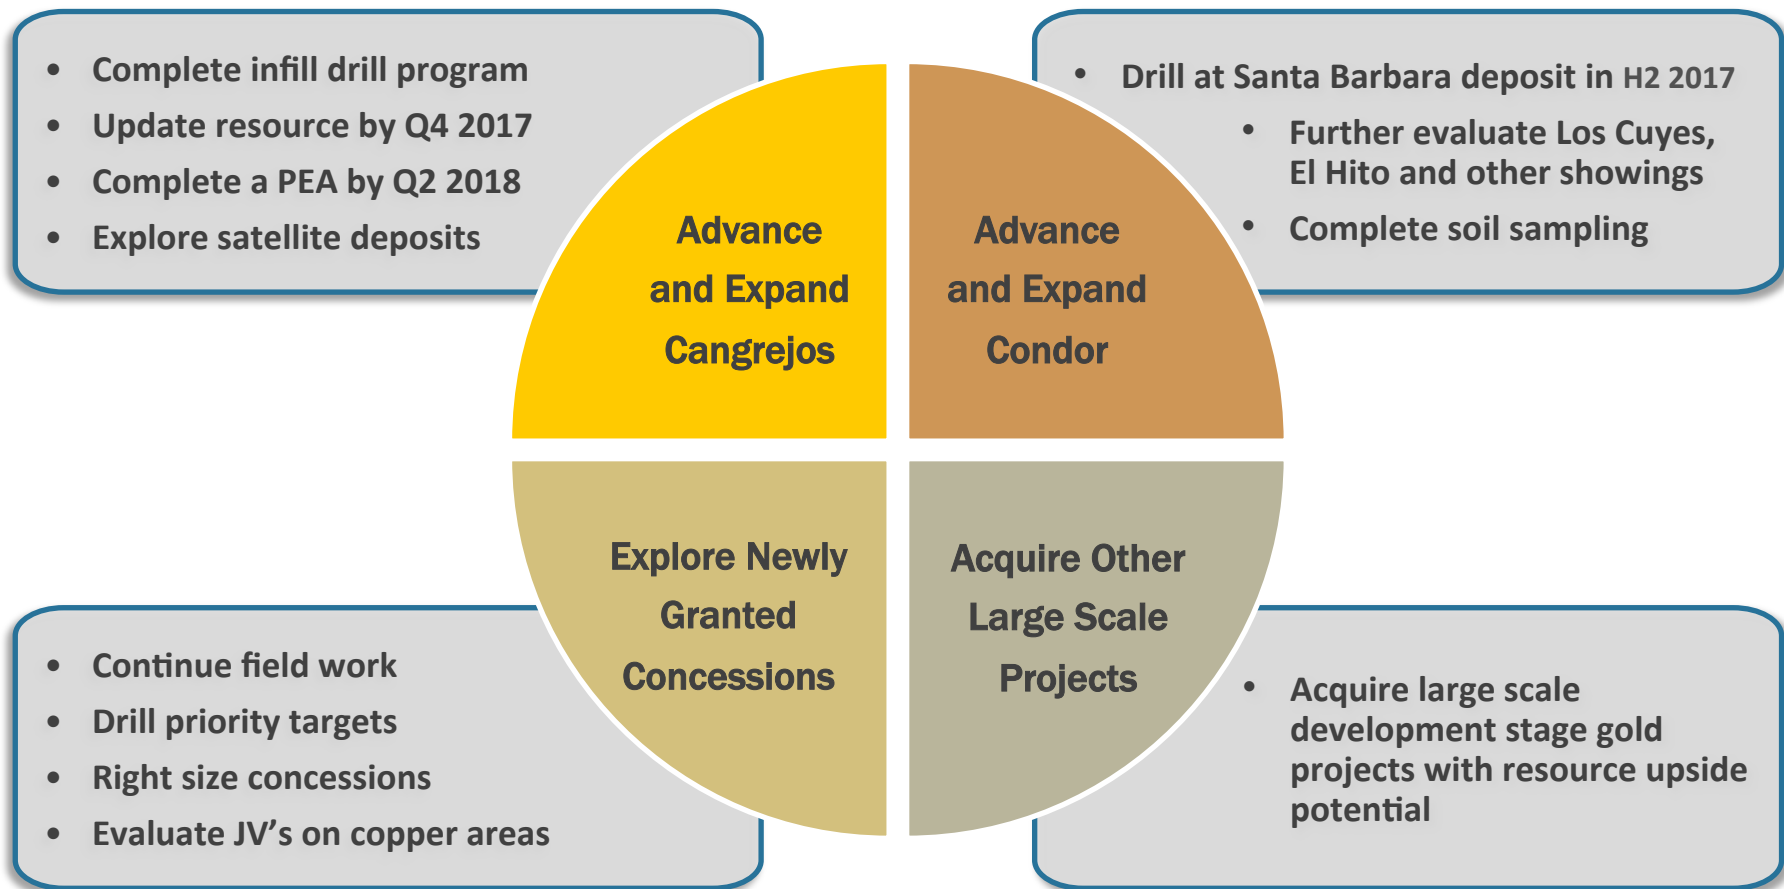 • Complete infill drill program
• Update resource by Q4 2017
• Complete a PEA by Q2 2018
• Explore satellite deposits
Advance
and Expand
Cangrejos
Advance
and Expand
Condor
• Drill at Santa Barbara deposit in H2 2017
• Further evaluate Los Cuyes,
El Hito and other showings
• Complete soil sampling
• Continue field work
• Drill priority targets
• Right size concessions
• Evaluate JV’s on copper areas
Explore Newly
Granted
Concessions
Acquire Other
Large Scale
Projects
• Acquire large scale
development stage gold
projects with resource upside
potential